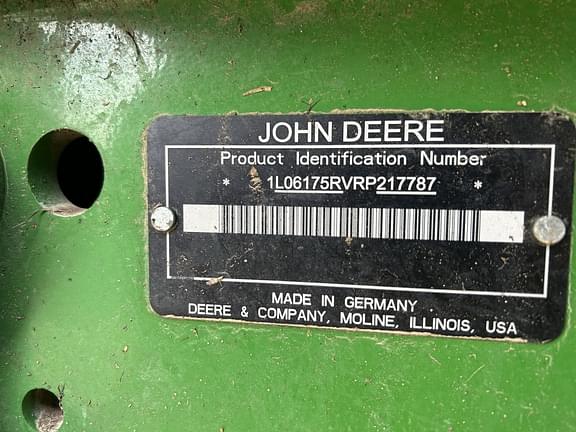 JOHN DEERE
Product Identification Number
* 1L06175RVRP217787 *
MADE IN GERMANY
DEERE & COMPANY, MOLINE, ILLINOIS, USA